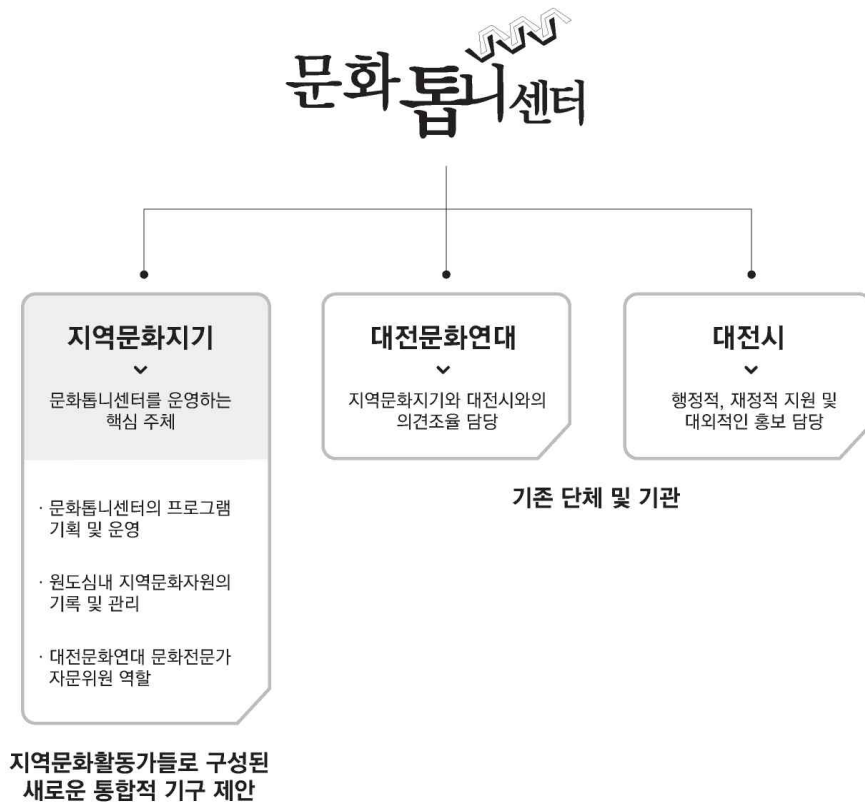 문화톱니센터
지역문화지기
문화톱니센터를 운영하는
핵심 주체
· 문화톱니센터의 프로그램
기획 및 운영
· 원도심내 지역문화자원의
기록 및 관리
· 대전문화연대 문화전문가
자문위원 역할
지역문화활동가들로 구성된
새로운 통합적 기구 제안
대전문화연대
지역문화지기와 대전시와의
의견조율 담당
대전시
행정적, 재정적 지원 및
대외적인 홍보 담당
기존 단체 및 기관